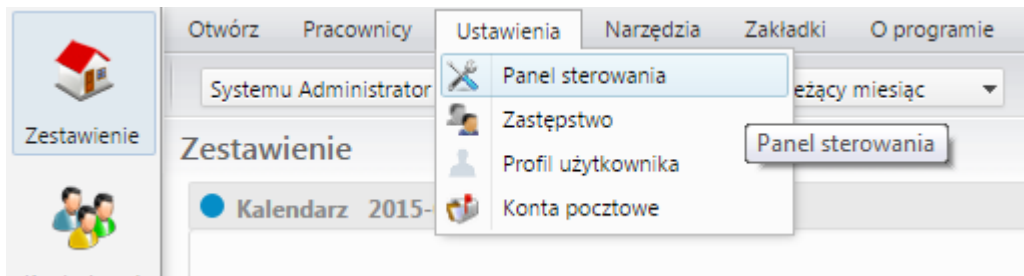 Otwórz Pracownicy Ustawienia Narzędzia Zakładki O programie
Systemu Administrator eżący miesiąc
Panel sterowania
Zastępstwo
Profil użytkownika
Konta pocztowe
Panel sterowania
Zestawienie
Zestawienie
Kalendarz 2015-